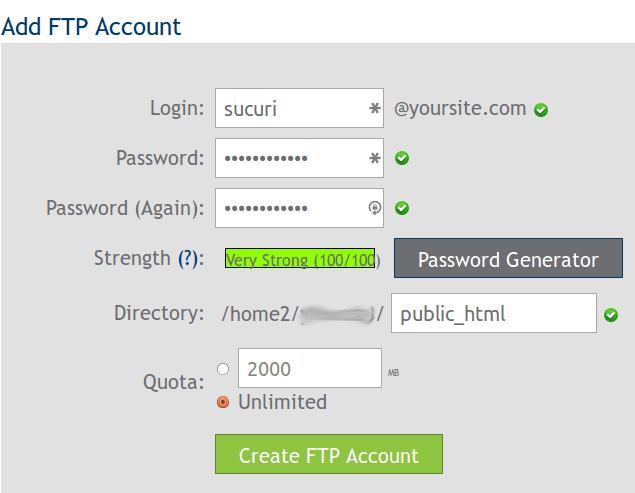 Add FTP Account
Login: sucuri * @yoursite.com
Password: •••••••••••• *
Password (Again): ••••••••••••
Strength (?): Very Strong (100/100) Password Generator
Directory: /home2/ / public_html
Quota: 2000 MB
Unlimited
Create FTP Account